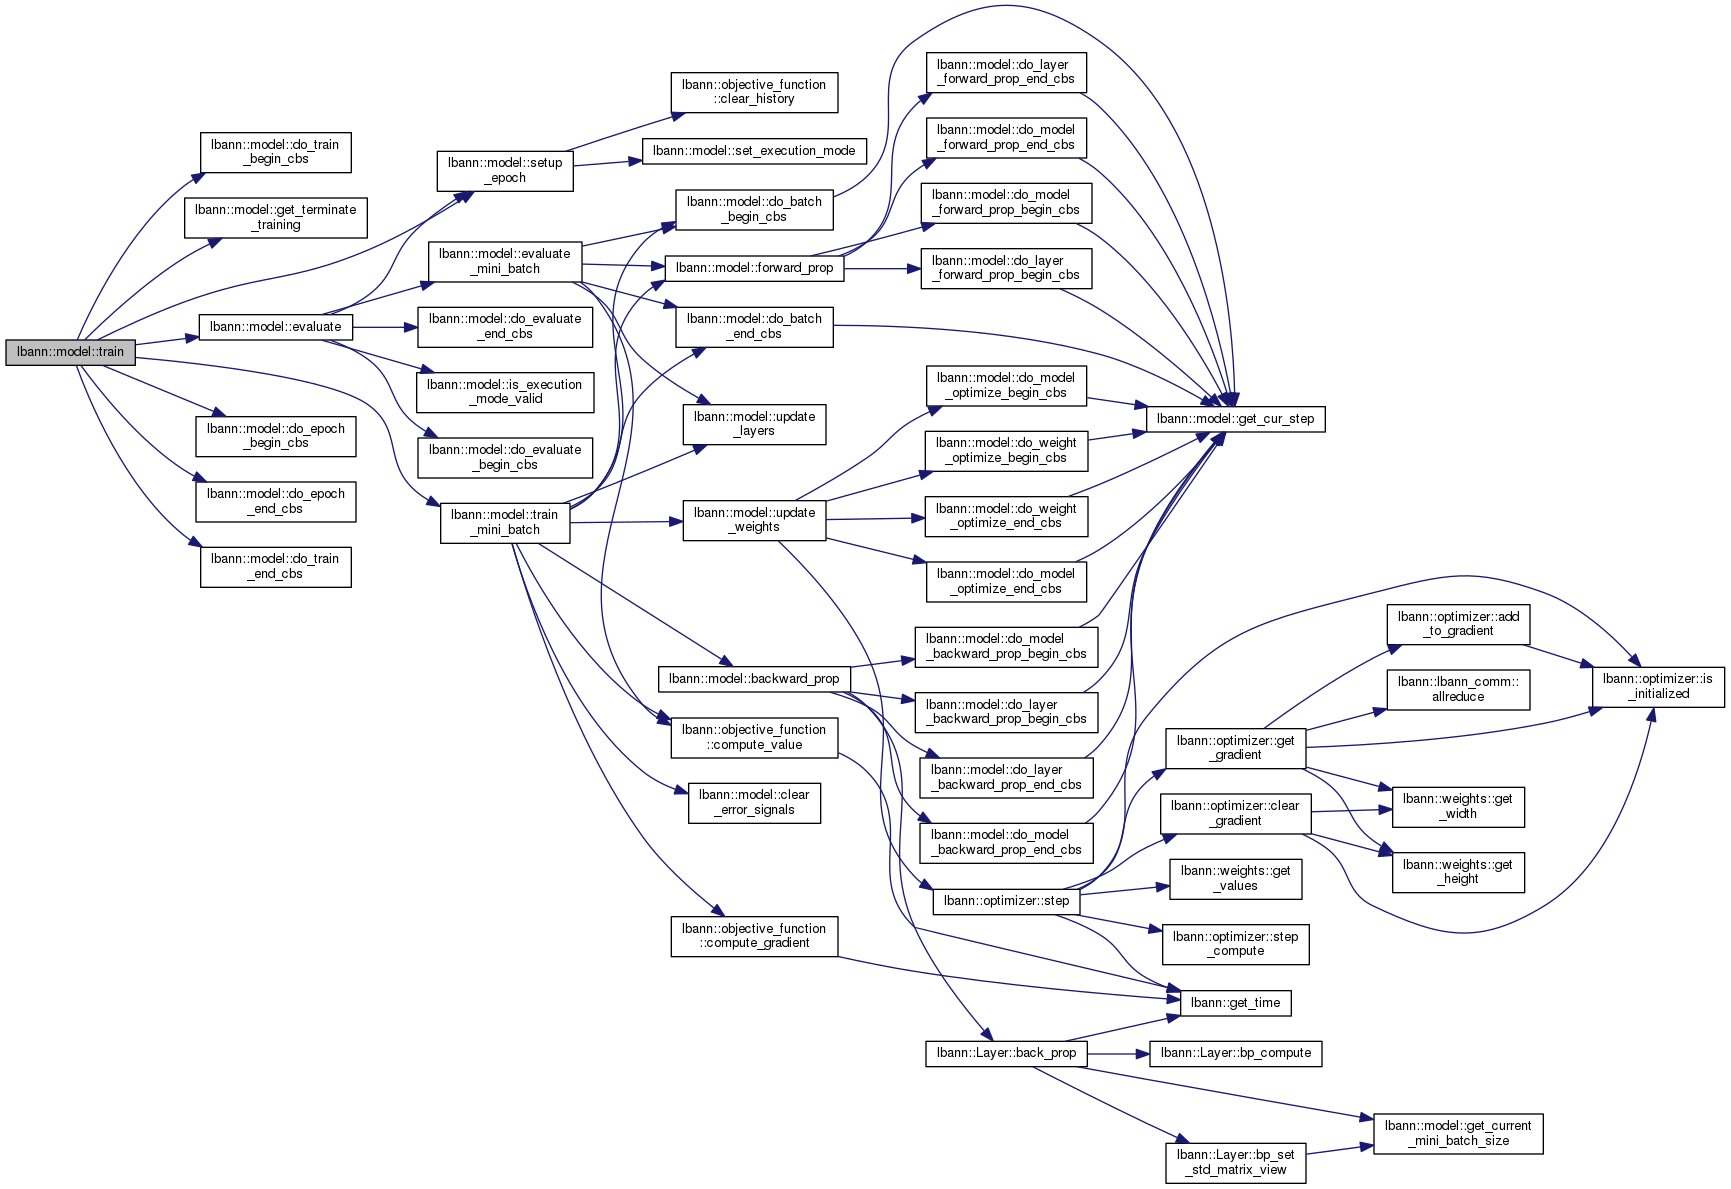 lbann::model::train
lbann::model::do_train
_begin_cbs
lbann::model::get_terminate
_training
lbann::model::evaluate
lbann::model::do_epoch
_begin_cbs
lbann::model::do_epoch
_end_cbs
lbann::model::do_train
_end_cbs
lbann::model::setup
_epoch
lbann::model::evaluate
_mini_batch
lbann::model::do_evaluate
_end_cbs
lbann::model::is_execution
_mode_valid
lbann::model::do_evaluate
_begin_cbs
lbann::model::train
_mini_batch
lbann::objective_function
::clear_history
lbann::model::set_execution_mode
lbann::model::do_batch
_begin_cbs
lbann::model::forward_prop
lbann::model::do_batch
_end_cbs
lbann::model::update
_layers
lbann::model::update
_weights
lbann::model::backward_prop
lbann::objective_function
::compute_value
lbann::model::clear
_error_signals
lbann::objective_function
::compute_gradient
lbann::model::do_layer
_forward_prop_end_cbs
lbann::model::do_model
_forward_prop_end_cbs
lbann::model::do_model
_forward_prop_begin_cbs
lbann::model::do_layer
_forward_prop_begin_cbs
lbann::model::do_model
_optimize_begin_cbs
lbann::model::do_weight
_optimize_begin_cbs
lbann::model::do_weight
_optimize_end_cbs
lbann::model::do_model
_optimize_end_cbs
lbann::model::do_model
_backward_prop_begin_cbs
lbann::model::do_layer
_backward_prop_begin_cbs
lbann::model::do_layer
_backward_prop_end_cbs
lbann::model::do_model
_backward_prop_end_cbs
lbann::optimizer::step
lbann::Layer::back_prop
lbann::model::get_cur_step
lbann::optimizer::get
_gradient
lbann::optimizer::clear
_gradient
lbann::weights::get
_values
lbann::optimizer::step
_compute
lbann::get_time
lbann::Layer::bp_compute
lbann::Layer::bp_set
_std_matrix_view
lbann::optimizer::add
_to_gradient
lbann::lbann_comm::
allreduce
lbann::weights::get
_width
lbann::weights::get
_height
lbann::model::get_current
_mini_batch_size
lbann::optimizer::is
_initialized